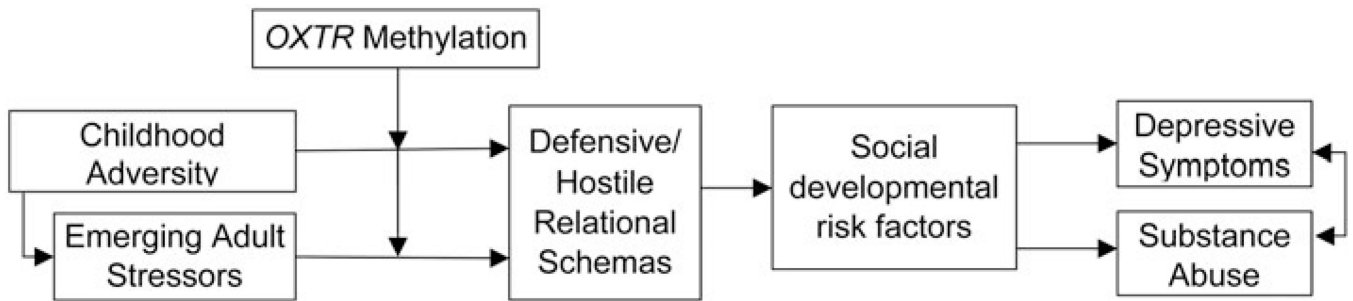 OXTR Methylation
Childhood
Adversity
Emerging Adult
Stressors
Defensive/
Hostile
Relational
Schemas
Social
developmental
risk factors
Depressive
Symptoms
Substance
Abuse